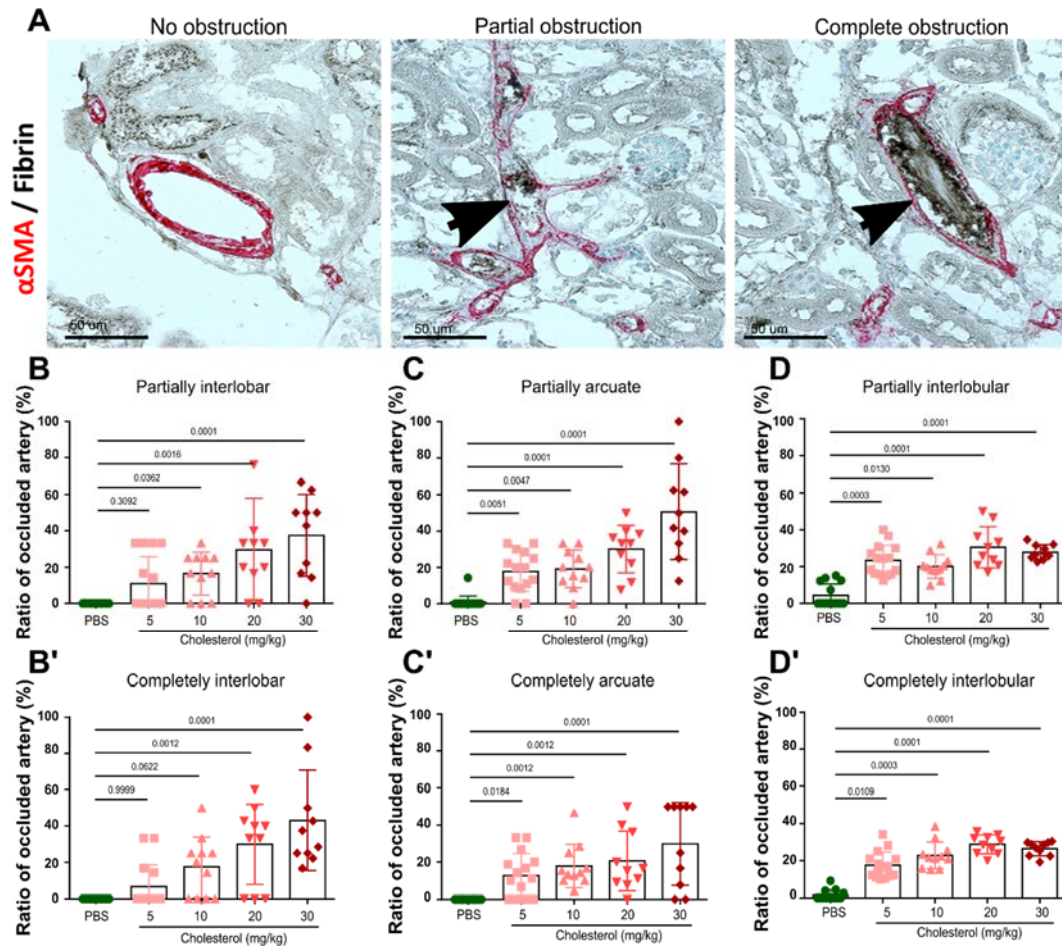 A
No obstruction
Partial obstruction
Complete obstruction
αSMA / Fibrin
50 um
50 um
50 um
B
Partially interlobar
Ratio of occluded artery (%)
100
80
60
40
20
0
0.0001
0.0016
0.0362
0.3092
PBS
5
10
20
30
Cholesterol (mg/kg)
C
Partially arcuate
Ratio of occluded artery (%)
100
80
60
40
20
0
0.0001
0.0001
0.0047
0.0051
PBS
5
10
20
30
Cholesterol (mg/kg)
D
Partially interlobular
Ratio of occluded artery (%)
100
80
60
40
20
0
0.0001
0.0001
0.0130
0.0003
PBS
5
10
20
30
Cholesterol (mg/kg)
B'
Completely interlobar
Ratio of occluded artery (%)
100
80
60
40
20
0
0.0001
0.0012
0.0622
0.9999
PBS
5
10
20
30
Cholesterol (mg/kg)
C'
Completely arcuate
Ratio of occluded artery (%)
100
80
60
40
20
0
0.0001
0.0012
0.0012
0.0184
PBS
5
10
20
30
Cholesterol (mg/kg)
D'
Completely interlobular
Ratio of occluded artery (%)
100
80
60
40
20
0
0.0001
0.0001
0.0003
0.0109
PBS
5
10
20
30
Cholesterol (mg/kg)